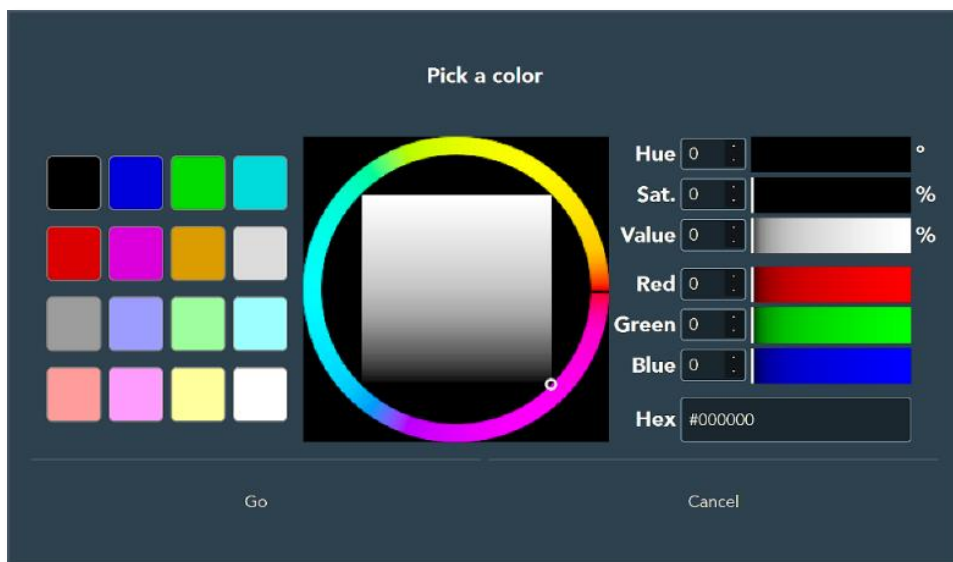 Pick a color
Hue 0 °
Sat. 0 %
Value 0 %
Red 0
Green 0
Blue 0
Hex #000000
Go Cancel